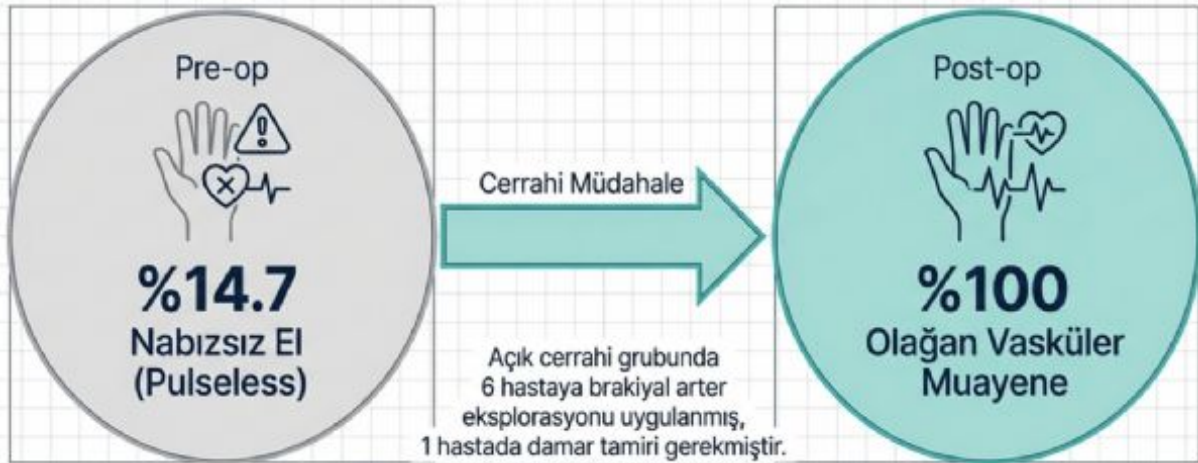 Pre-op
%14.7
Nabızsız El
(Pulseless)
Cerrahi Müdahale
Açık cerrahi grubunda
6 hastaya brakiyal arter
eksplorasyonu uygulanmış,
1 hastada damar tamiri gerekmiştir.
Post-op
%100
Olağan Vasküler
Muayene